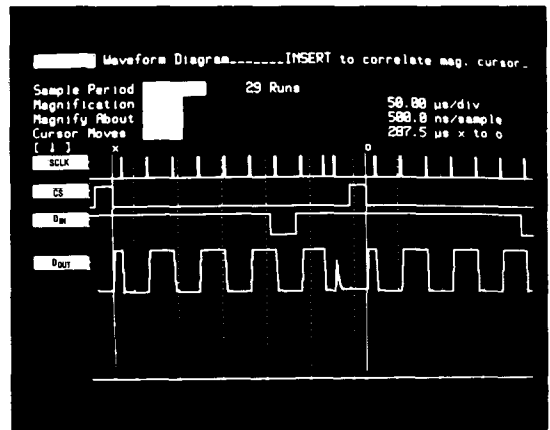 Waveform Diagram_______INSERT to correlate mag. cursor_
Sample Period 29 Runs
Magnification 50.00 µs/div
Magnify About 500.0 ns/sample
Cursor Moves 287.5 µs x to o
[ ↓ ] x o
SCLK
CS
DIN
DOUT